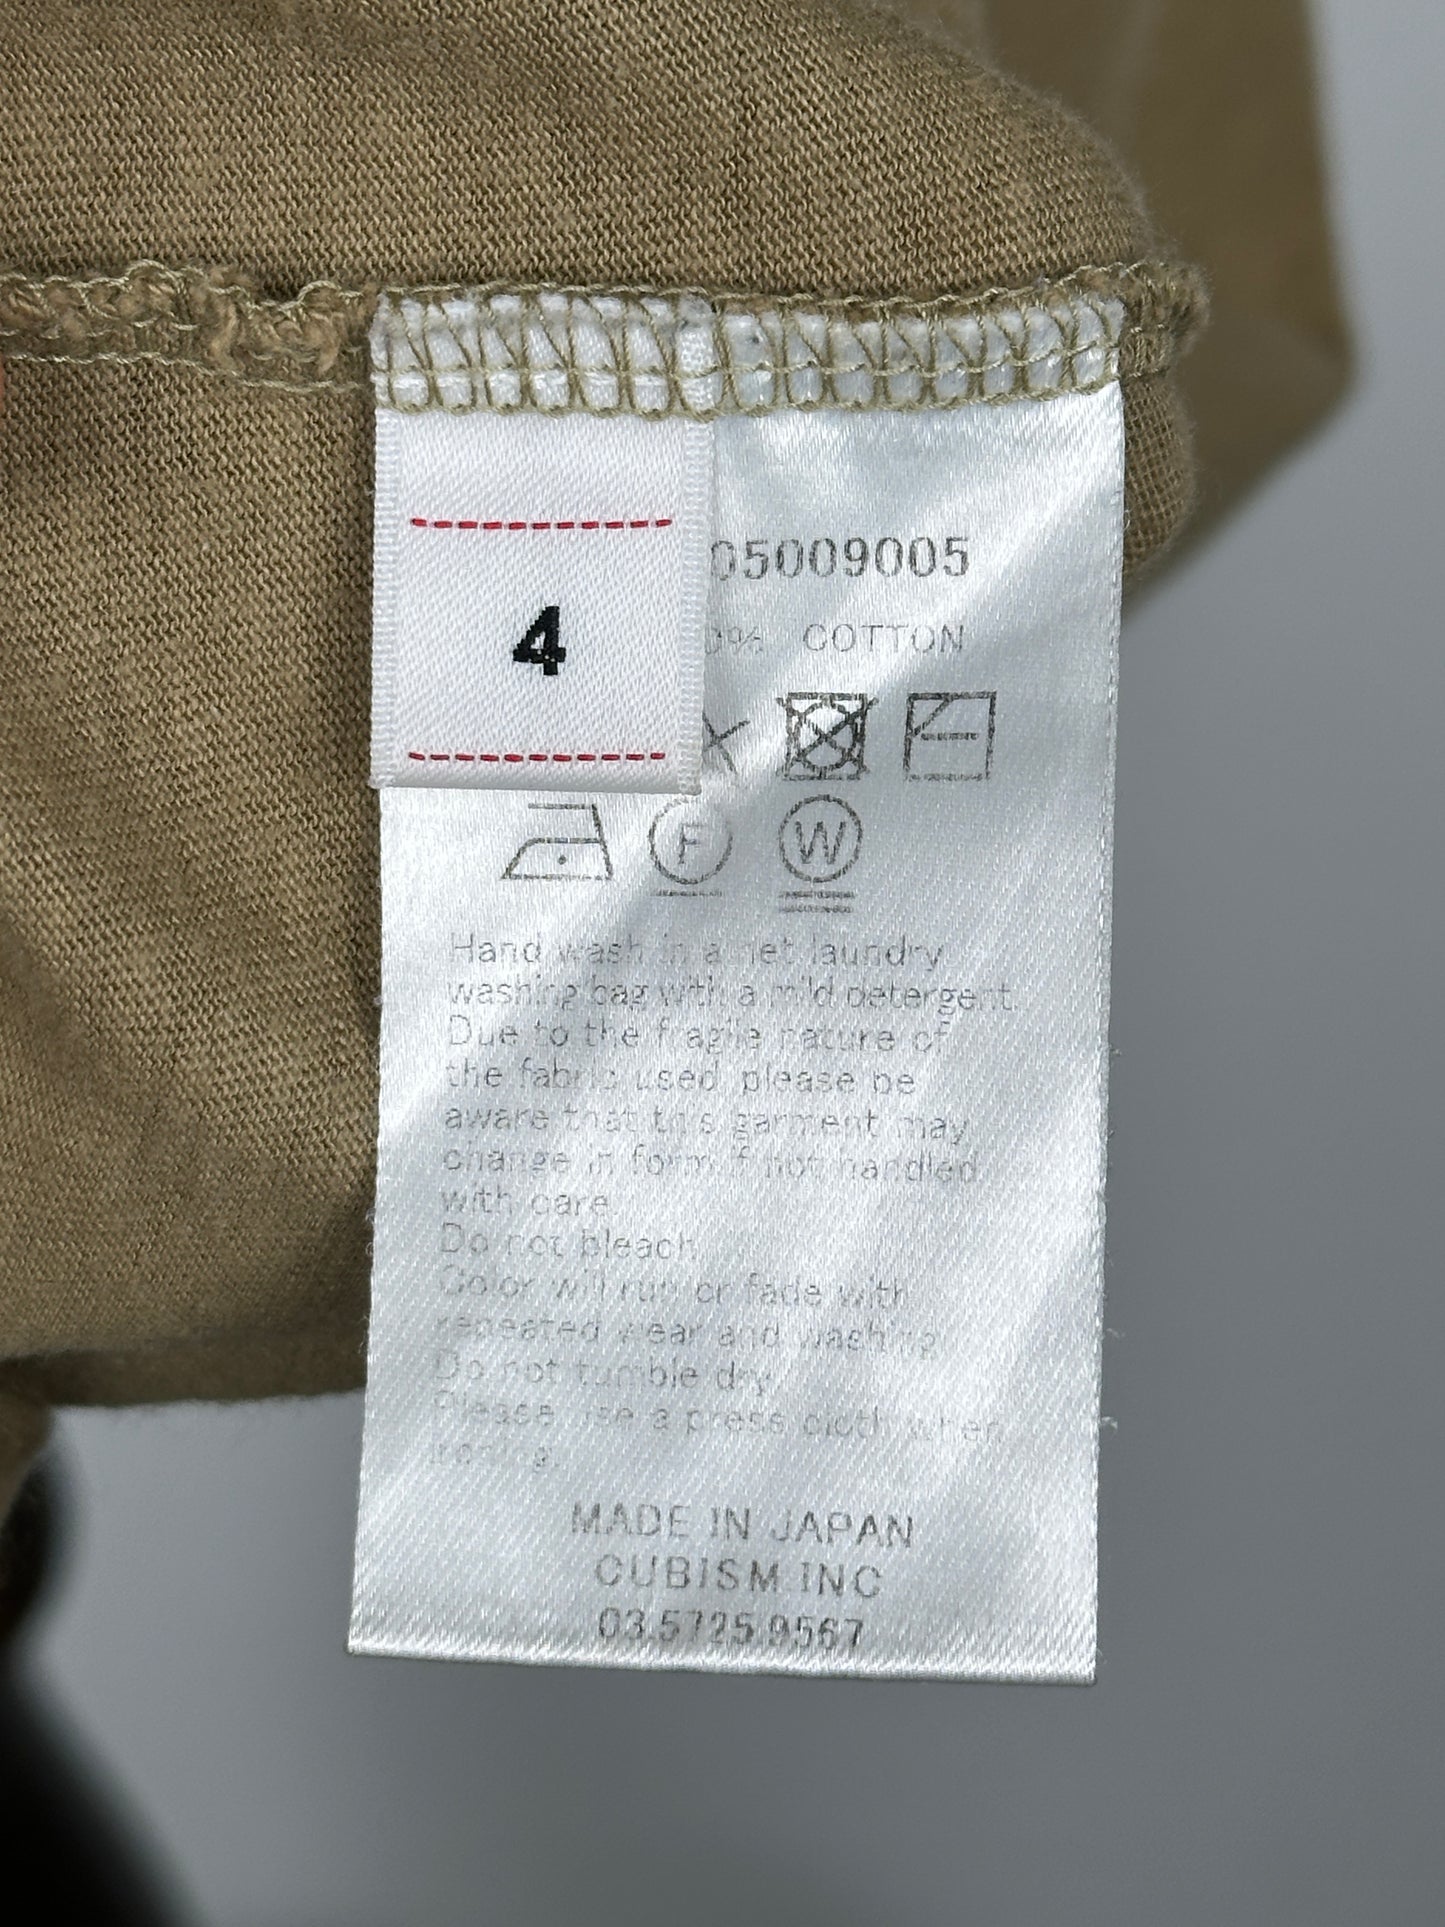 4
05009005
0% COTTON
F W
Hand wash in a net laundry
washing bag with a mild detergent.
Due to the fragile nature of
the fabric used, please be
aware that this garment may
change in form if not handled
with care.
Do not bleach.
Color will run or fade with
repeated wear and washing.
Do not tumble dry.
Please use a press cloth when
ironing.
MADE IN JAPAN
CUBISM INC
03.5725.9567